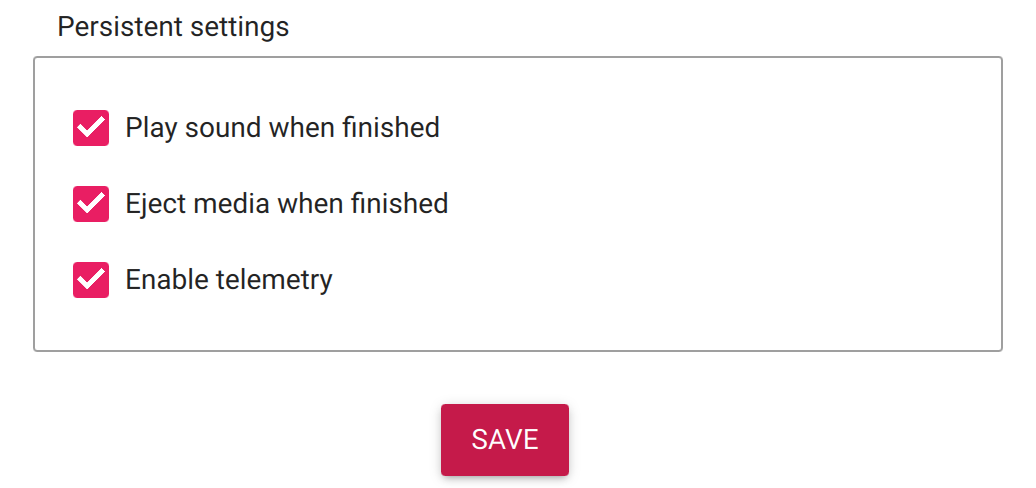 Persistent settings
Play sound when finished
Eject media when finished
Enable telemetry
SAVE